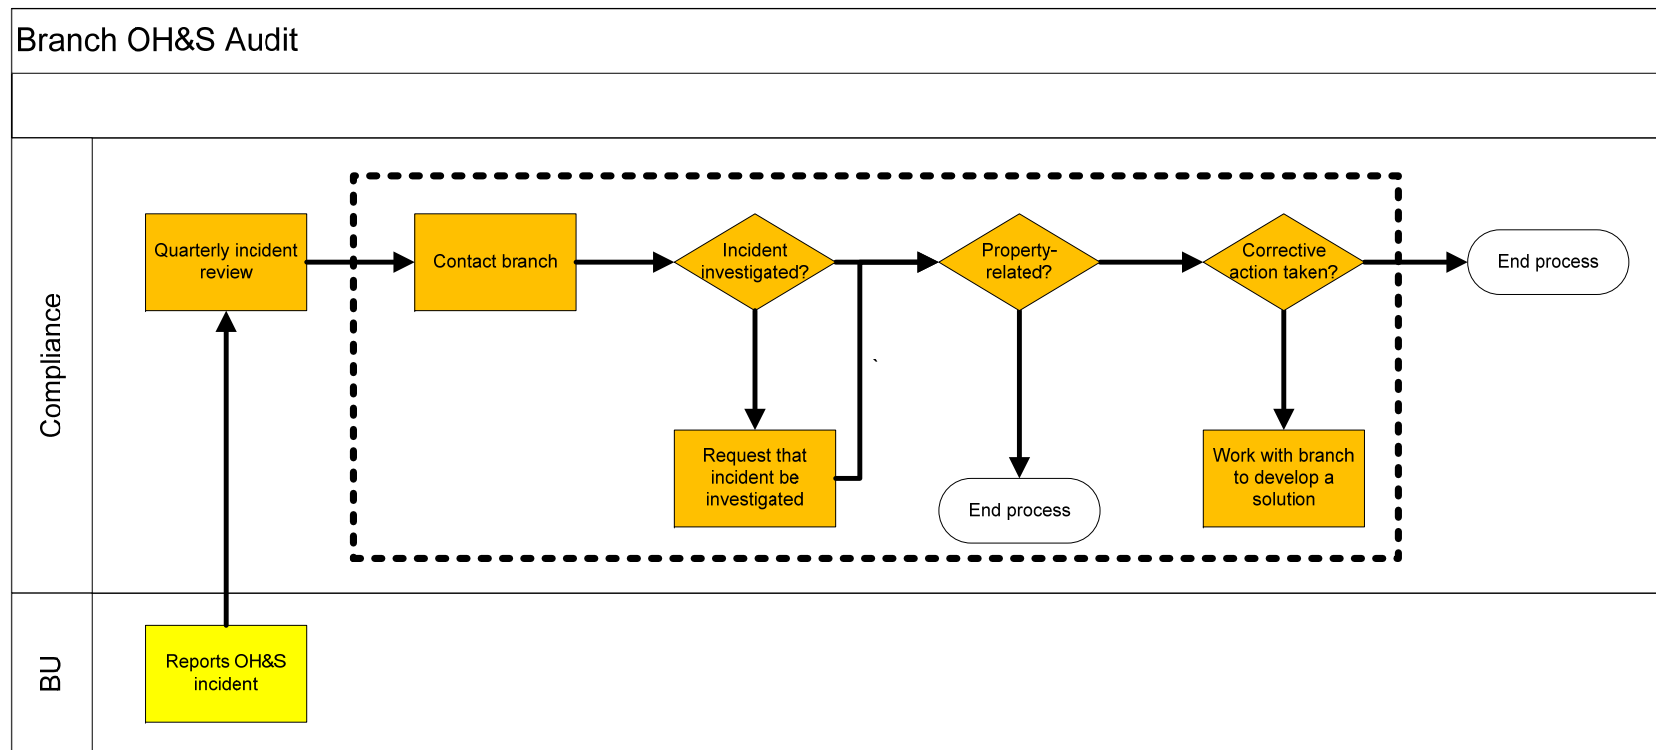 Branch OH&S Audit
Compliance
Quarterly incident
review
Contact branch
Incident
investigated?
Property-
related?
Corrective
action taken?
End process
`
Request that
incident be
investigated
End process
Work with branch
to develop a
solution
BU
Reports OH&S
incident